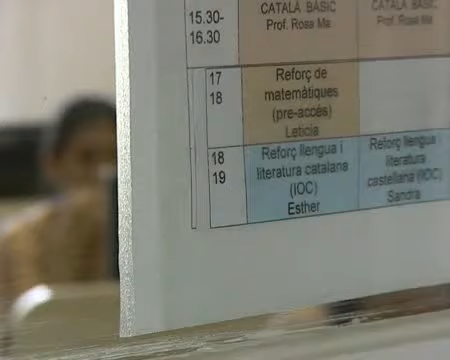 15.30-
16.30
CATALÀ BÀSIC
Prof. Rosa Ma
CATALÀ BÀSIC
Prof. Rosa Ma
17
18
Reforç de
matemàtiques
(pre-accés)
Leticia
18
19
Reforç llengua i
literatura catalana
(IOC)
Esther
Reforç llengua
literatura
castellana (IOC)
Sandra